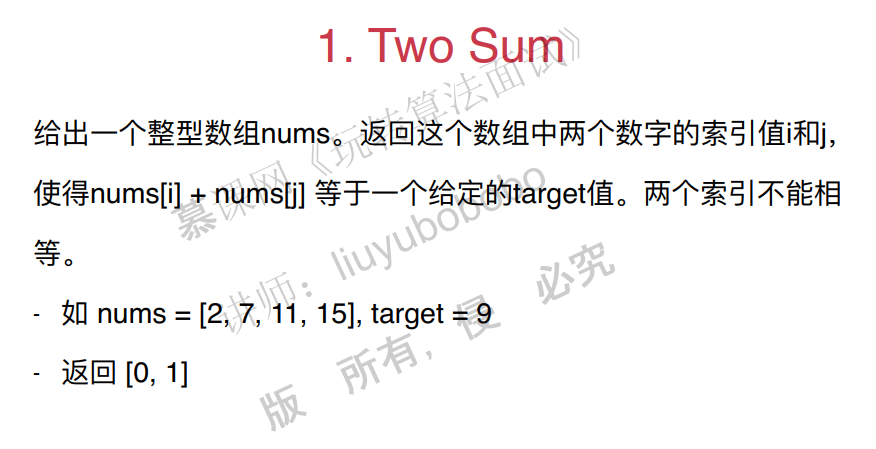 1. Two Sum
给出一个整型数组nums。返回这个数组中两个数字的索引值i和j，
使得nums[i] + nums[j] 等于一个给定的target值。两个索引不能相
等。
- 如 nums = [2, 7, 11, 15], target = 9
- 返回 [0, 1]
慕课网《玩转算法面试》
讲师：liuyubobobo
版 所有，侵 必究